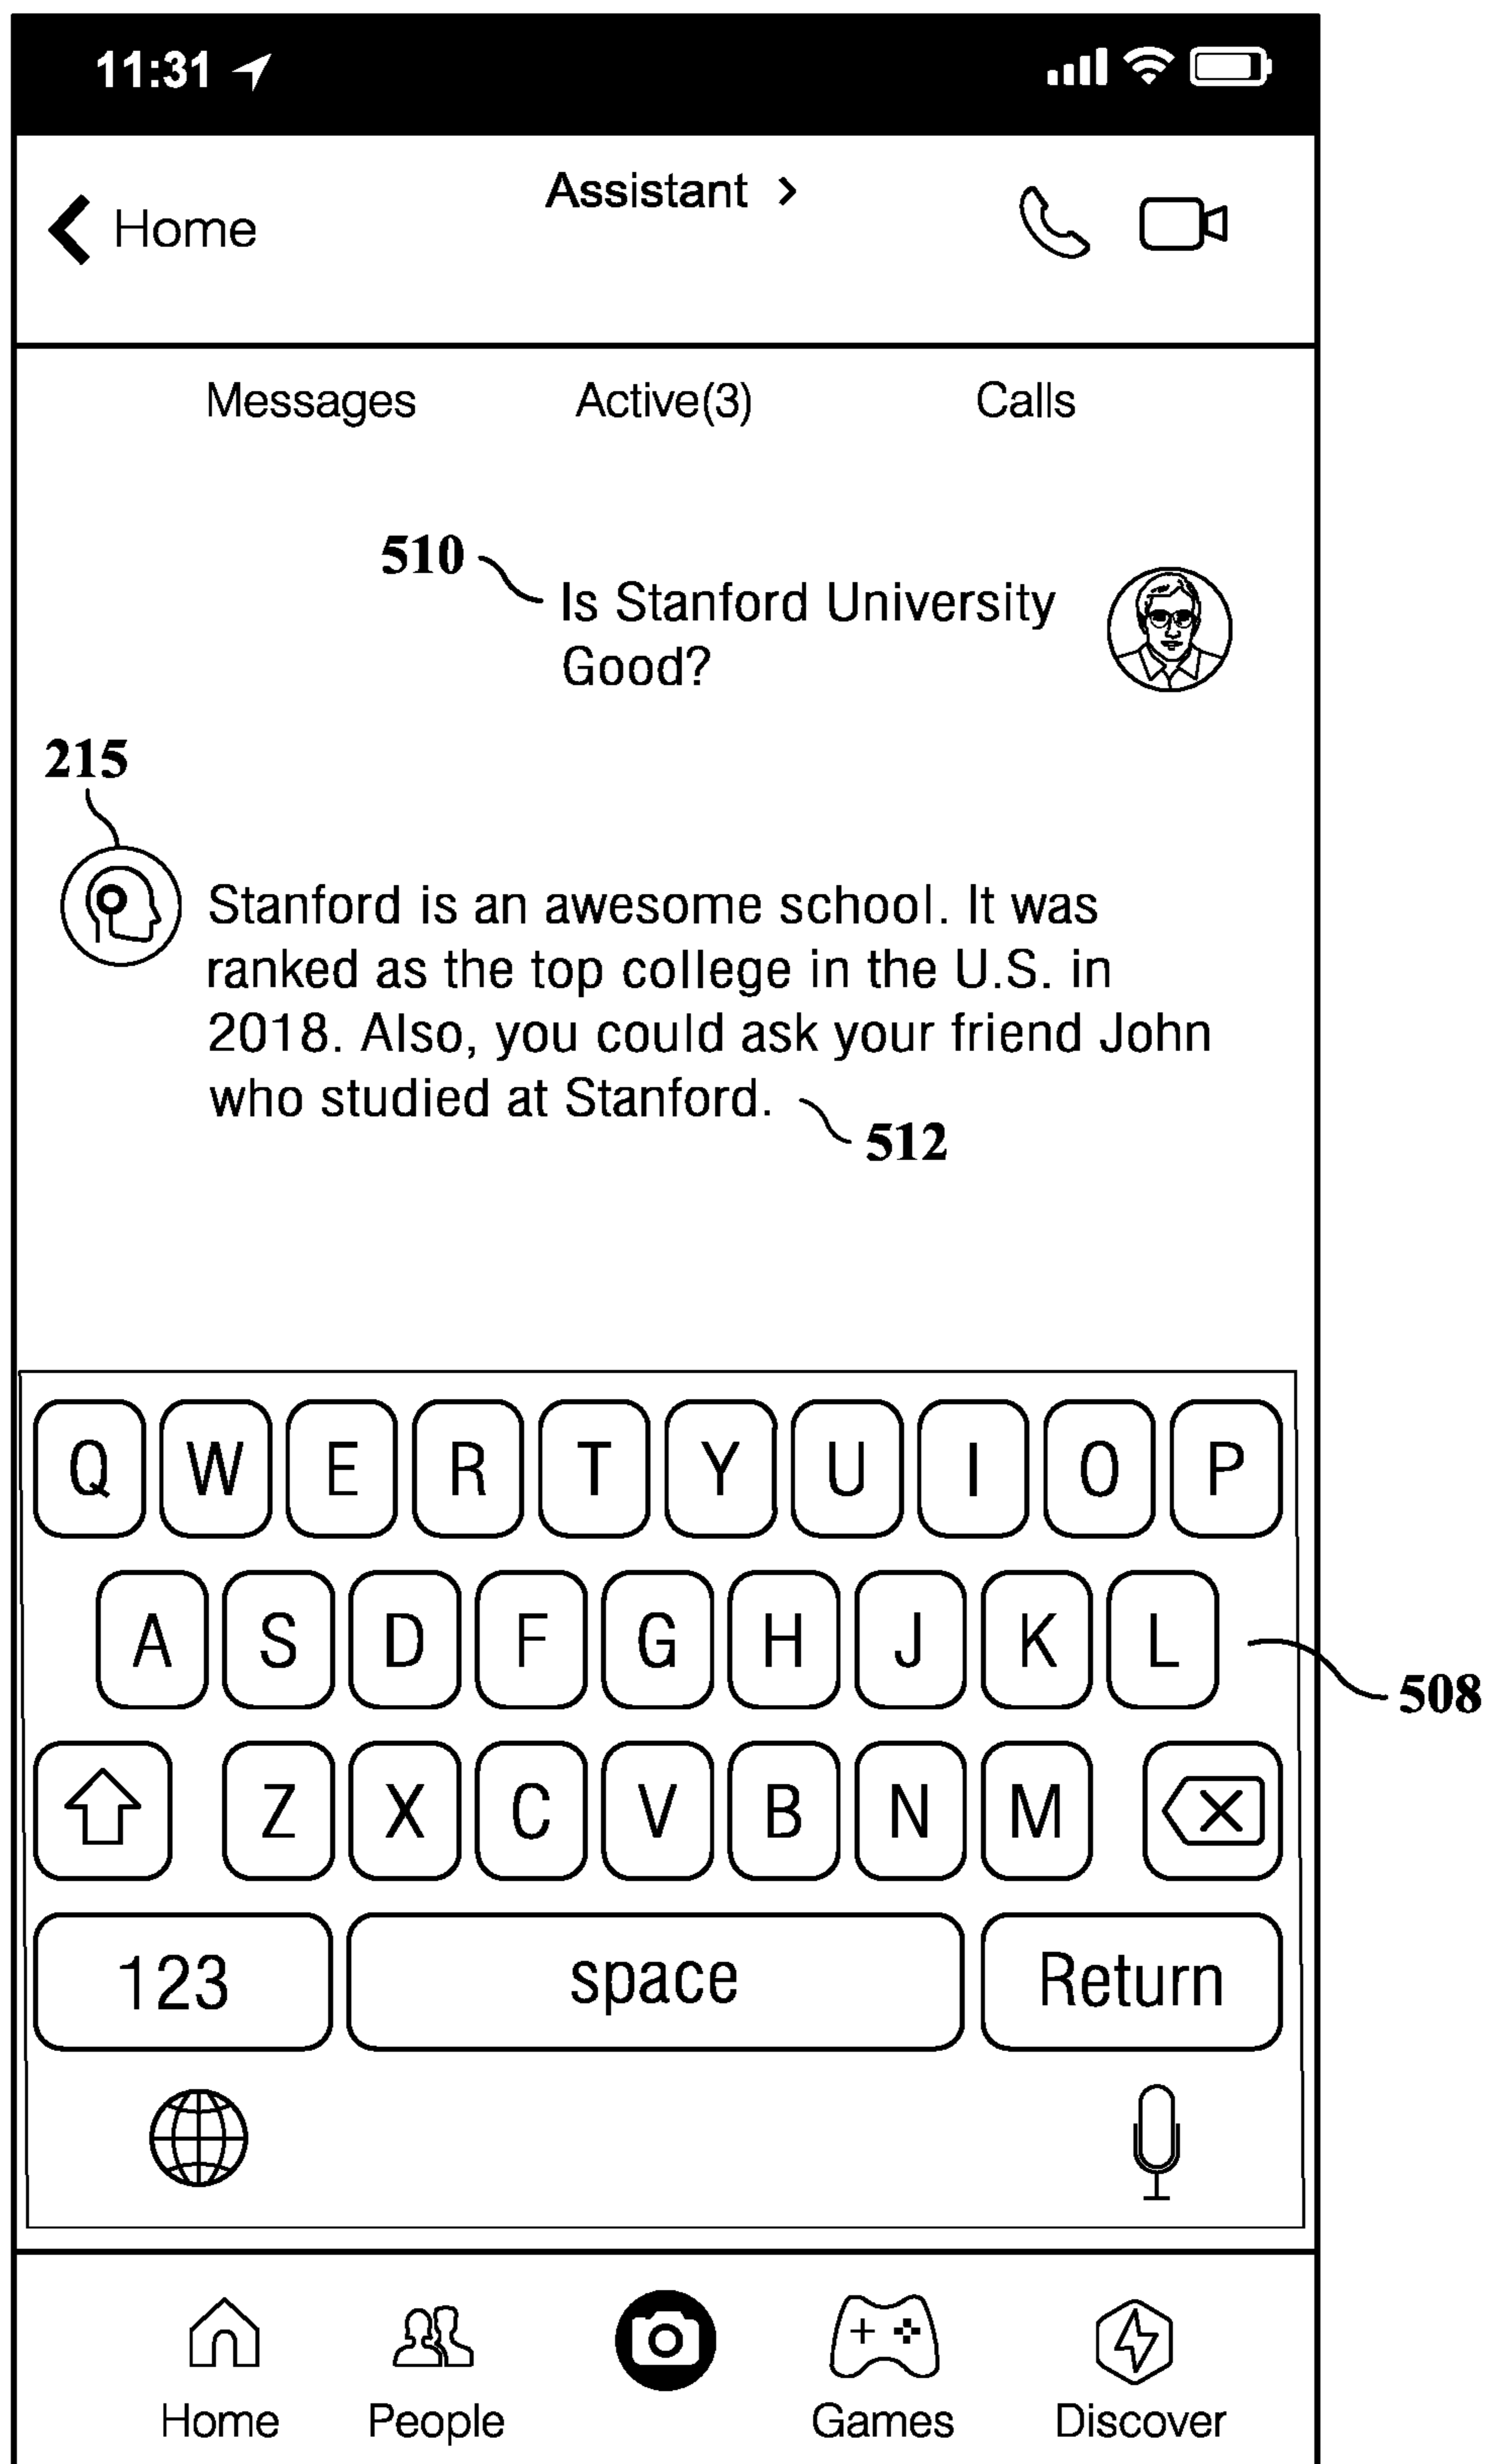 11:31
Assistant >
Home
Messages Active(3) Calls
510
Is Stanford University
Good?
215
Stanford is an awesome school. It was
ranked as the top college in the U.S. in
2018. Also, you could ask your friend John
who studied at Stanford.
512
Q W E R T Y U I O P
A S D F G H J K L
508
Z X C V B N M
123 space Return
Home People Games Discover